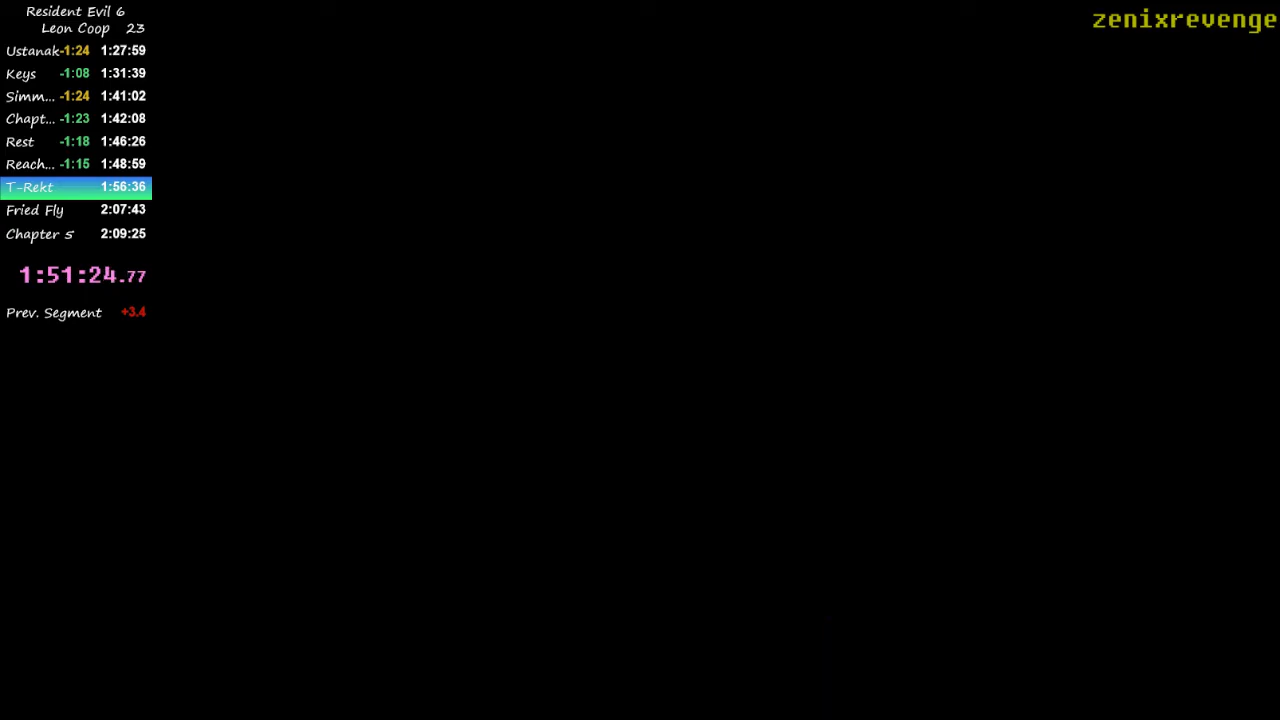 Resident Evil 6
Leon Coop 23
Ustanak -1:24 1:27:59
Keys -1:08 1:31:39
Simm... -1:24 1:41:02
Chapt... -1:23 1:42:08
Rest -1:18 1:46:26
Reach... -1:15 1:48:59
T-Rekt 1:56:36
Fried Fly 2:07:43
Chapter 5 2:09:25
1:51:24.77
Prev. Segment +3.4
zenixrevenge